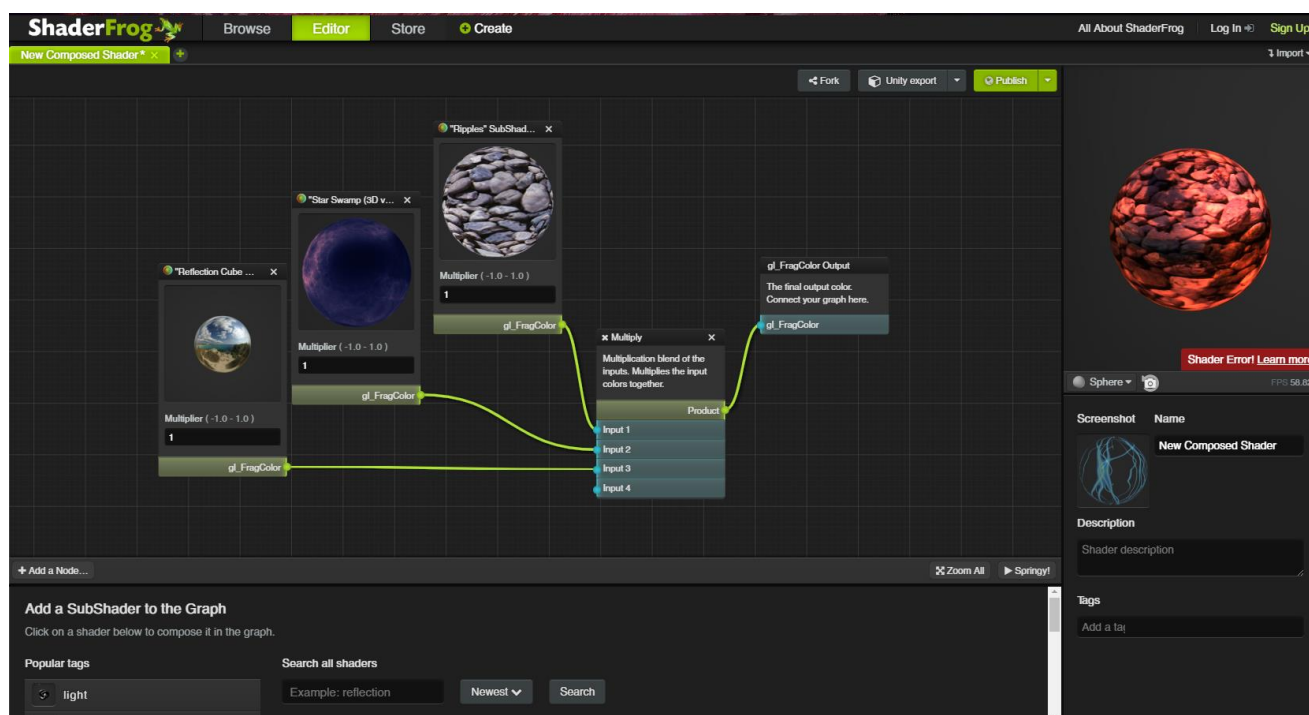 ShaderFrog
Browse
Editor
Store
Create
All About ShaderFrog
Log In
Sign Up
New Composed Shader*
Import
Fork
Unity export
Publish
"Ripples" SubShad...
Multiplier ( -1.0 - 1.0 )
1
gl_FragColor
"Star Swamp (3D v...
Multiplier ( -1.0 - 1.0 )
1
gl_FragColor
"Reflection Cube ...
Multiplier ( -1.0 - 1.0 )
1
gl_FragColor
Multiply
Multiplication blend of the
inputs. Multiplies the input
colors together.
Product
Input 1
Input 2
Input 3
Input 4
gl_FragColor Output
The final output color.
Connect your graph here.
gl_FragColor
Shader Error! Learn more
Sphere
FPS 58.82
Screenshot
Name
New Composed Shader
Description
Shader description
Tags
Add a tag
+ Add a Node...
Zoom All
Springy!
Add a SubShader to the Graph
Click on a shader below to compose it in the graph.
Popular tags
light
Search all shaders
Example: reflection
Newest
Search